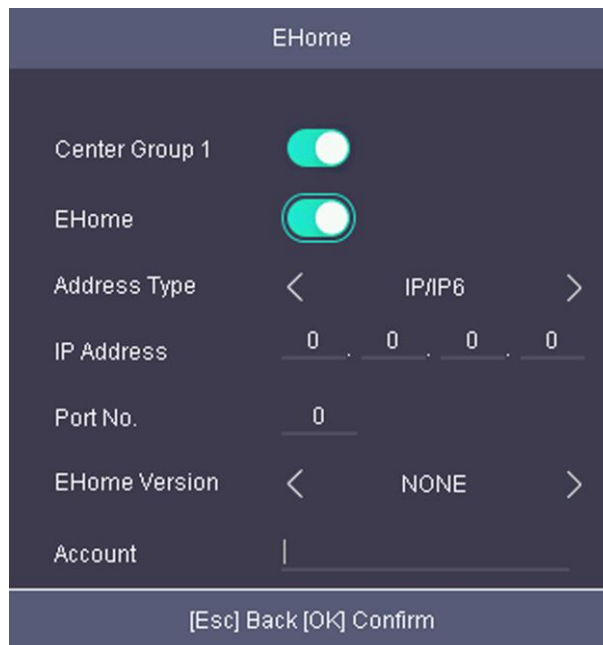 EHome
Center Group 1
EHome
Address Type IP/IP6
IP Address 0 . 0 . 0 . 0
Port No. 0
EHome Version NONE
Account
[Esc] Back [OK] Confirm